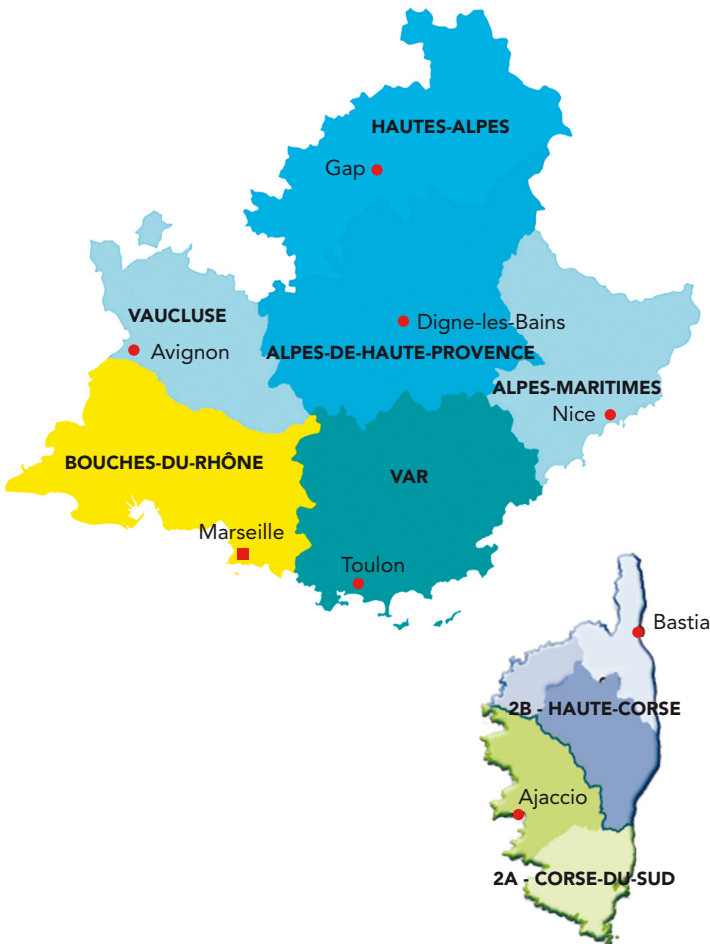 HAUTES-ALPES
Gap
VAUCLUSE
Digne-les-Bains
Avignon
ALPES-DE-HAUTE-PROVENCE
ALPES-MARITIMES
Nice
BOUCHES-DU-RHÔNE
VAR
Marseille
Toulon
Bastia
2B - HAUTE-CORSE
Ajaccio
2A - CORSE-DU-SUD